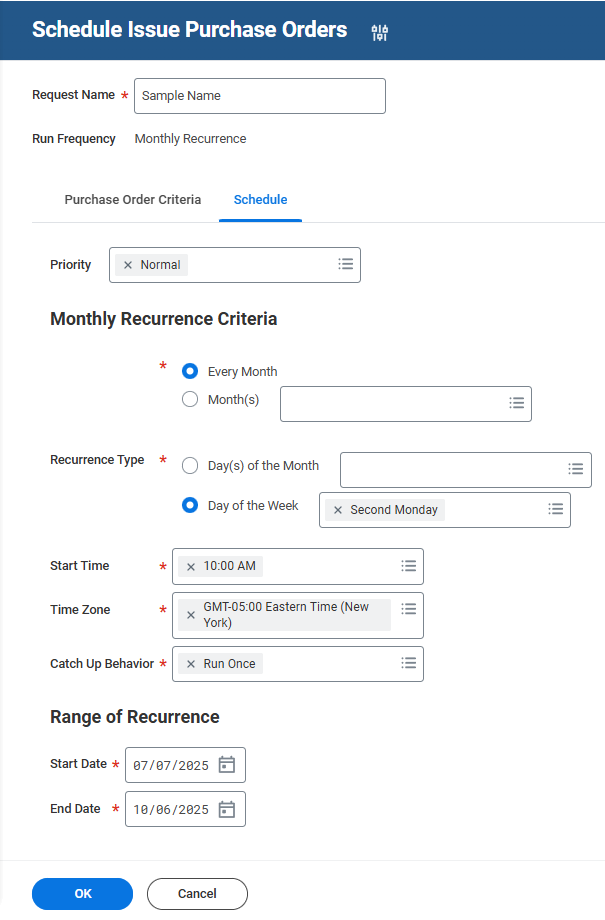 Schedule Issue Purchase Orders
Request Name * Sample Name
Run Frequency Monthly Recurrence
Purchase Order Criteria Schedule
Priority × Normal
Monthly Recurrence Criteria
* Every Month
Month(s)
Recurrence Type * Day(s) of the Month
Day of the Week × Second Monday
Start Time * × 10:00 AM
Time Zone * × GMT-05:00 Eastern Time (New
York)
Catch Up Behavior * × Run Once
Range of Recurrence
Start Date * 07/07/2025
End Date * 10/06/2025
OK Cancel